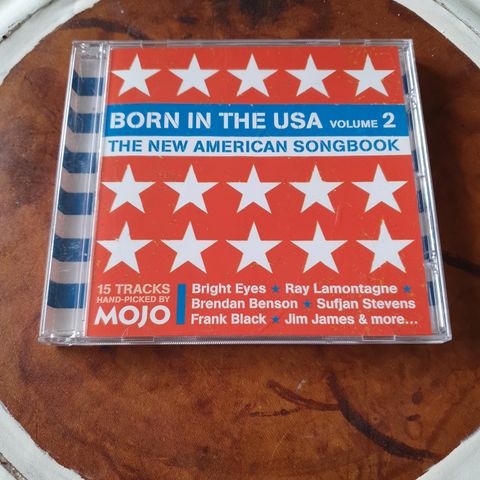 BORN IN THE USA VOLUME 2
THE NEW AMERICAN SONGBOOK
15 TRACKS
HAND-PICKED BY
MOJO
Bright Eyes ★ Ray Lamontagne ★
Brendan Benson ★ Sufjan Stevens
Frank Black ★ Jim James & more...